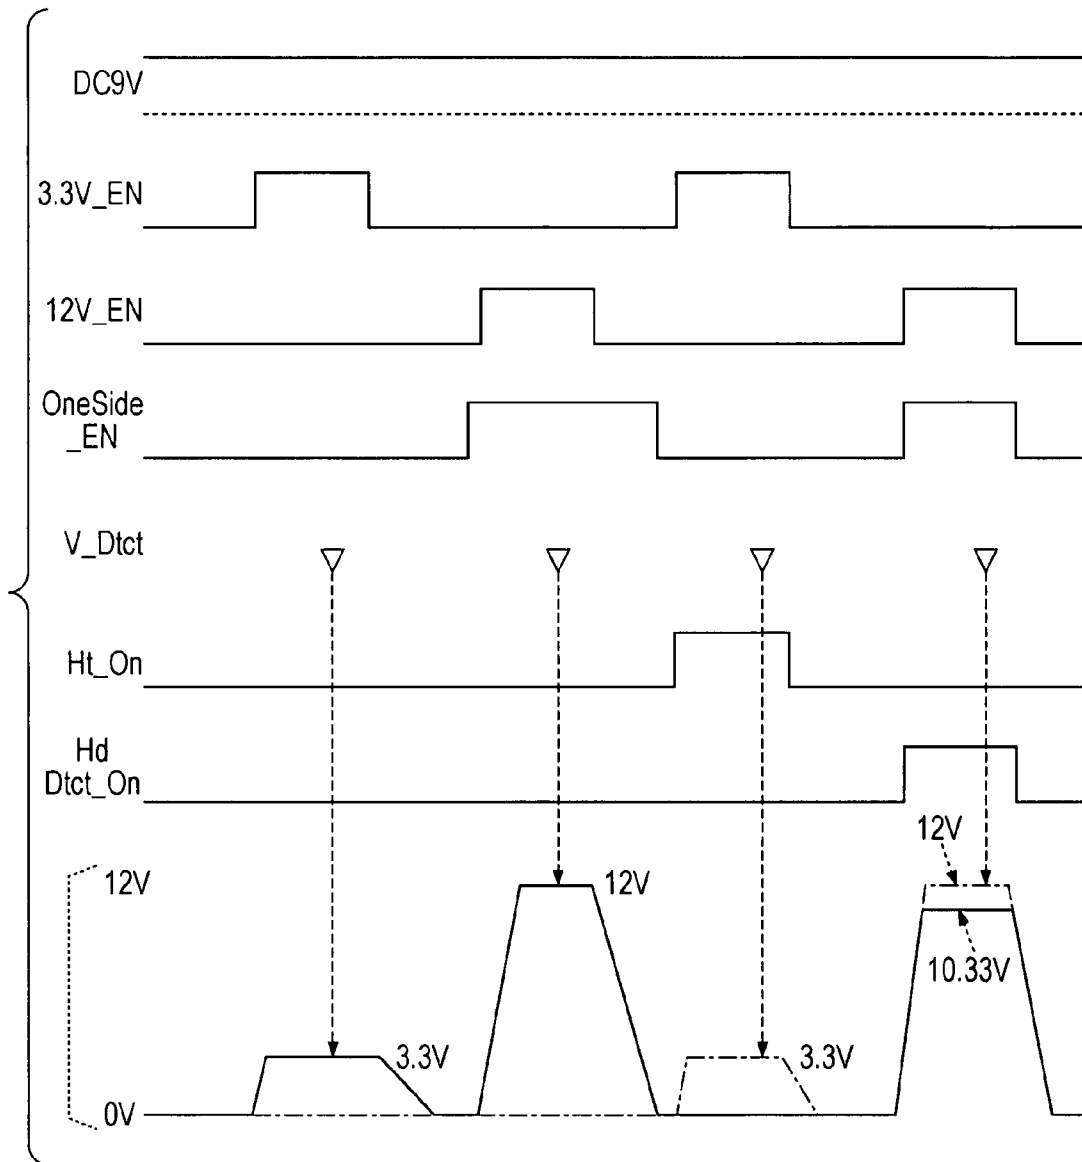 DC9V
3.3V_EN
12V_EN
OneSide
_EN
V_Dtct
Ht_On
Hd
Dtct_On
12V
12V
12V
10.33V
3.3V
3.3V
0V